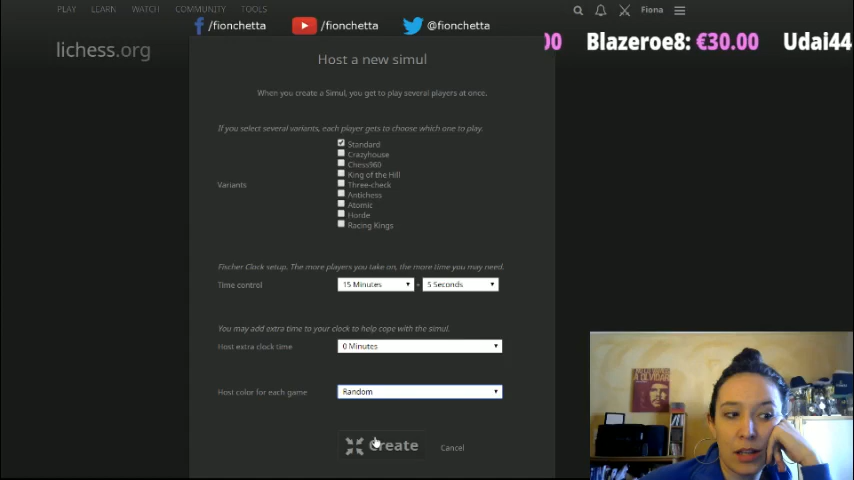 PLAY LEARN WATCH COMMUNITY TOOLS Fiona
/fionchetta /fionchetta @fionchetta
00 Blazeroe8: €30.00 Udai44
lichess.org
Host a new simul
When you create a Simul, you get to play several players at once.
If you select several variants, each player gets to choose which one to play.
Variants
Standard
Crazyhouse
Chess960
King of the Hill
Three-check
Antichess
Atomic
Horde
Racing Kings
Fischer Clock setup. The more players you take on, the more time you may need.
Time control 15 Minutes + 5 Seconds
You may add extra time to your clock to help cope with the simul.
Host extra clock time 0 Minutes
Host color for each game Random
Create Cancel